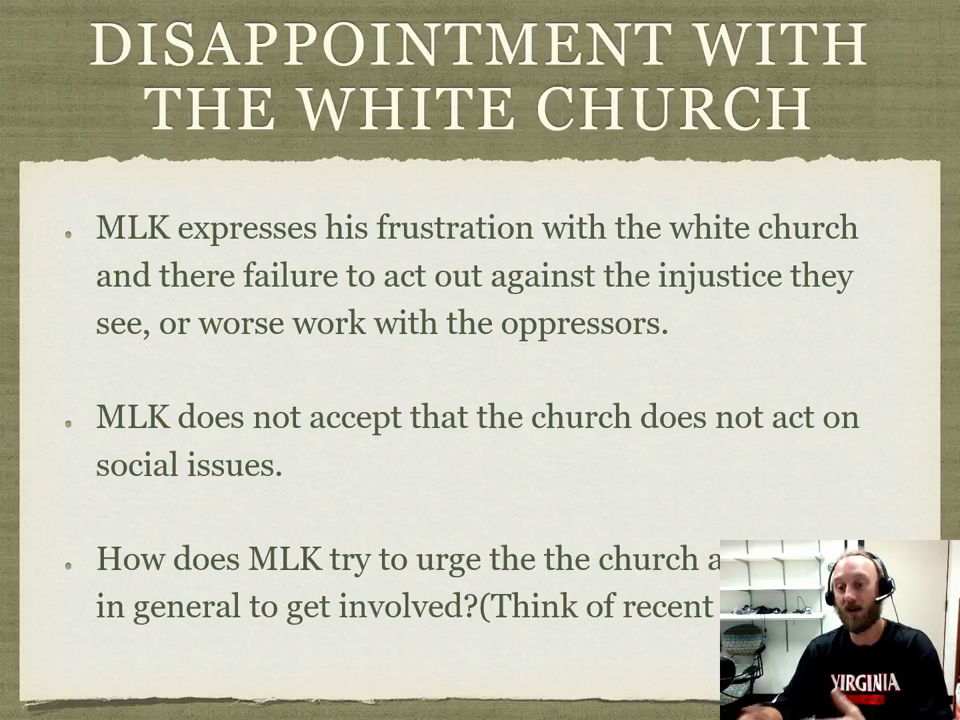 DISAPPOINTMENT WITH
THE WHITE CHURCH
MLK expresses his frustration with the white church
and there failure to act out against the injustice they
see, or worse work with the oppressors.
MLK does not accept that the church does not act on
social issues.
How does MLK try to urge the the church
in general to get involved?(Think of recent
VIRGINIA